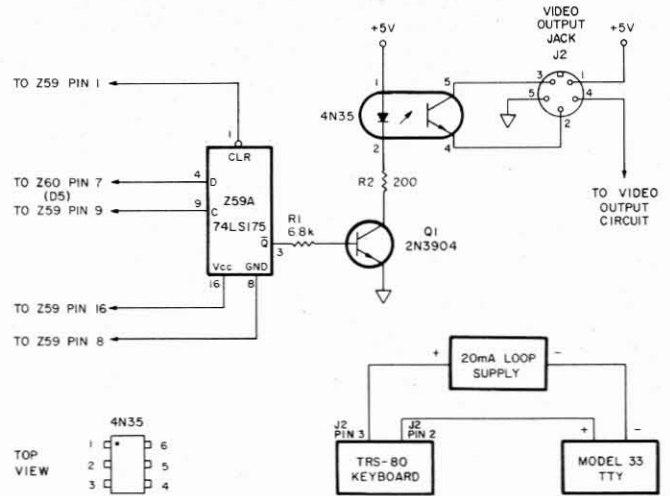 VIDEO
OUTPUT
JACK
J2
+5V
+5V
TO Z59 PIN 1
1
5
3
1
5
4
4N35
2
4
2
1
CLR
4
D
TO Z60 PIN 7
(D5)
Z59A
R2
200
9
C
TO Z59 PIN 9
74LS175
R1
6.8k
Q̅
3
Q1
2N3904
TO VIDEO
OUTPUT
CIRCUIT
Vcc
GND
16
8
TO Z59 PIN 16
TO Z59 PIN 8
+
20mA LOOP
SUPPLY
-
4N35
J2
PIN 3
J2
PIN 2
+
-
TOP
VIEW
1
6
2
5
3
4
TRS-80
KEYBOARD
MODEL 33
TTY